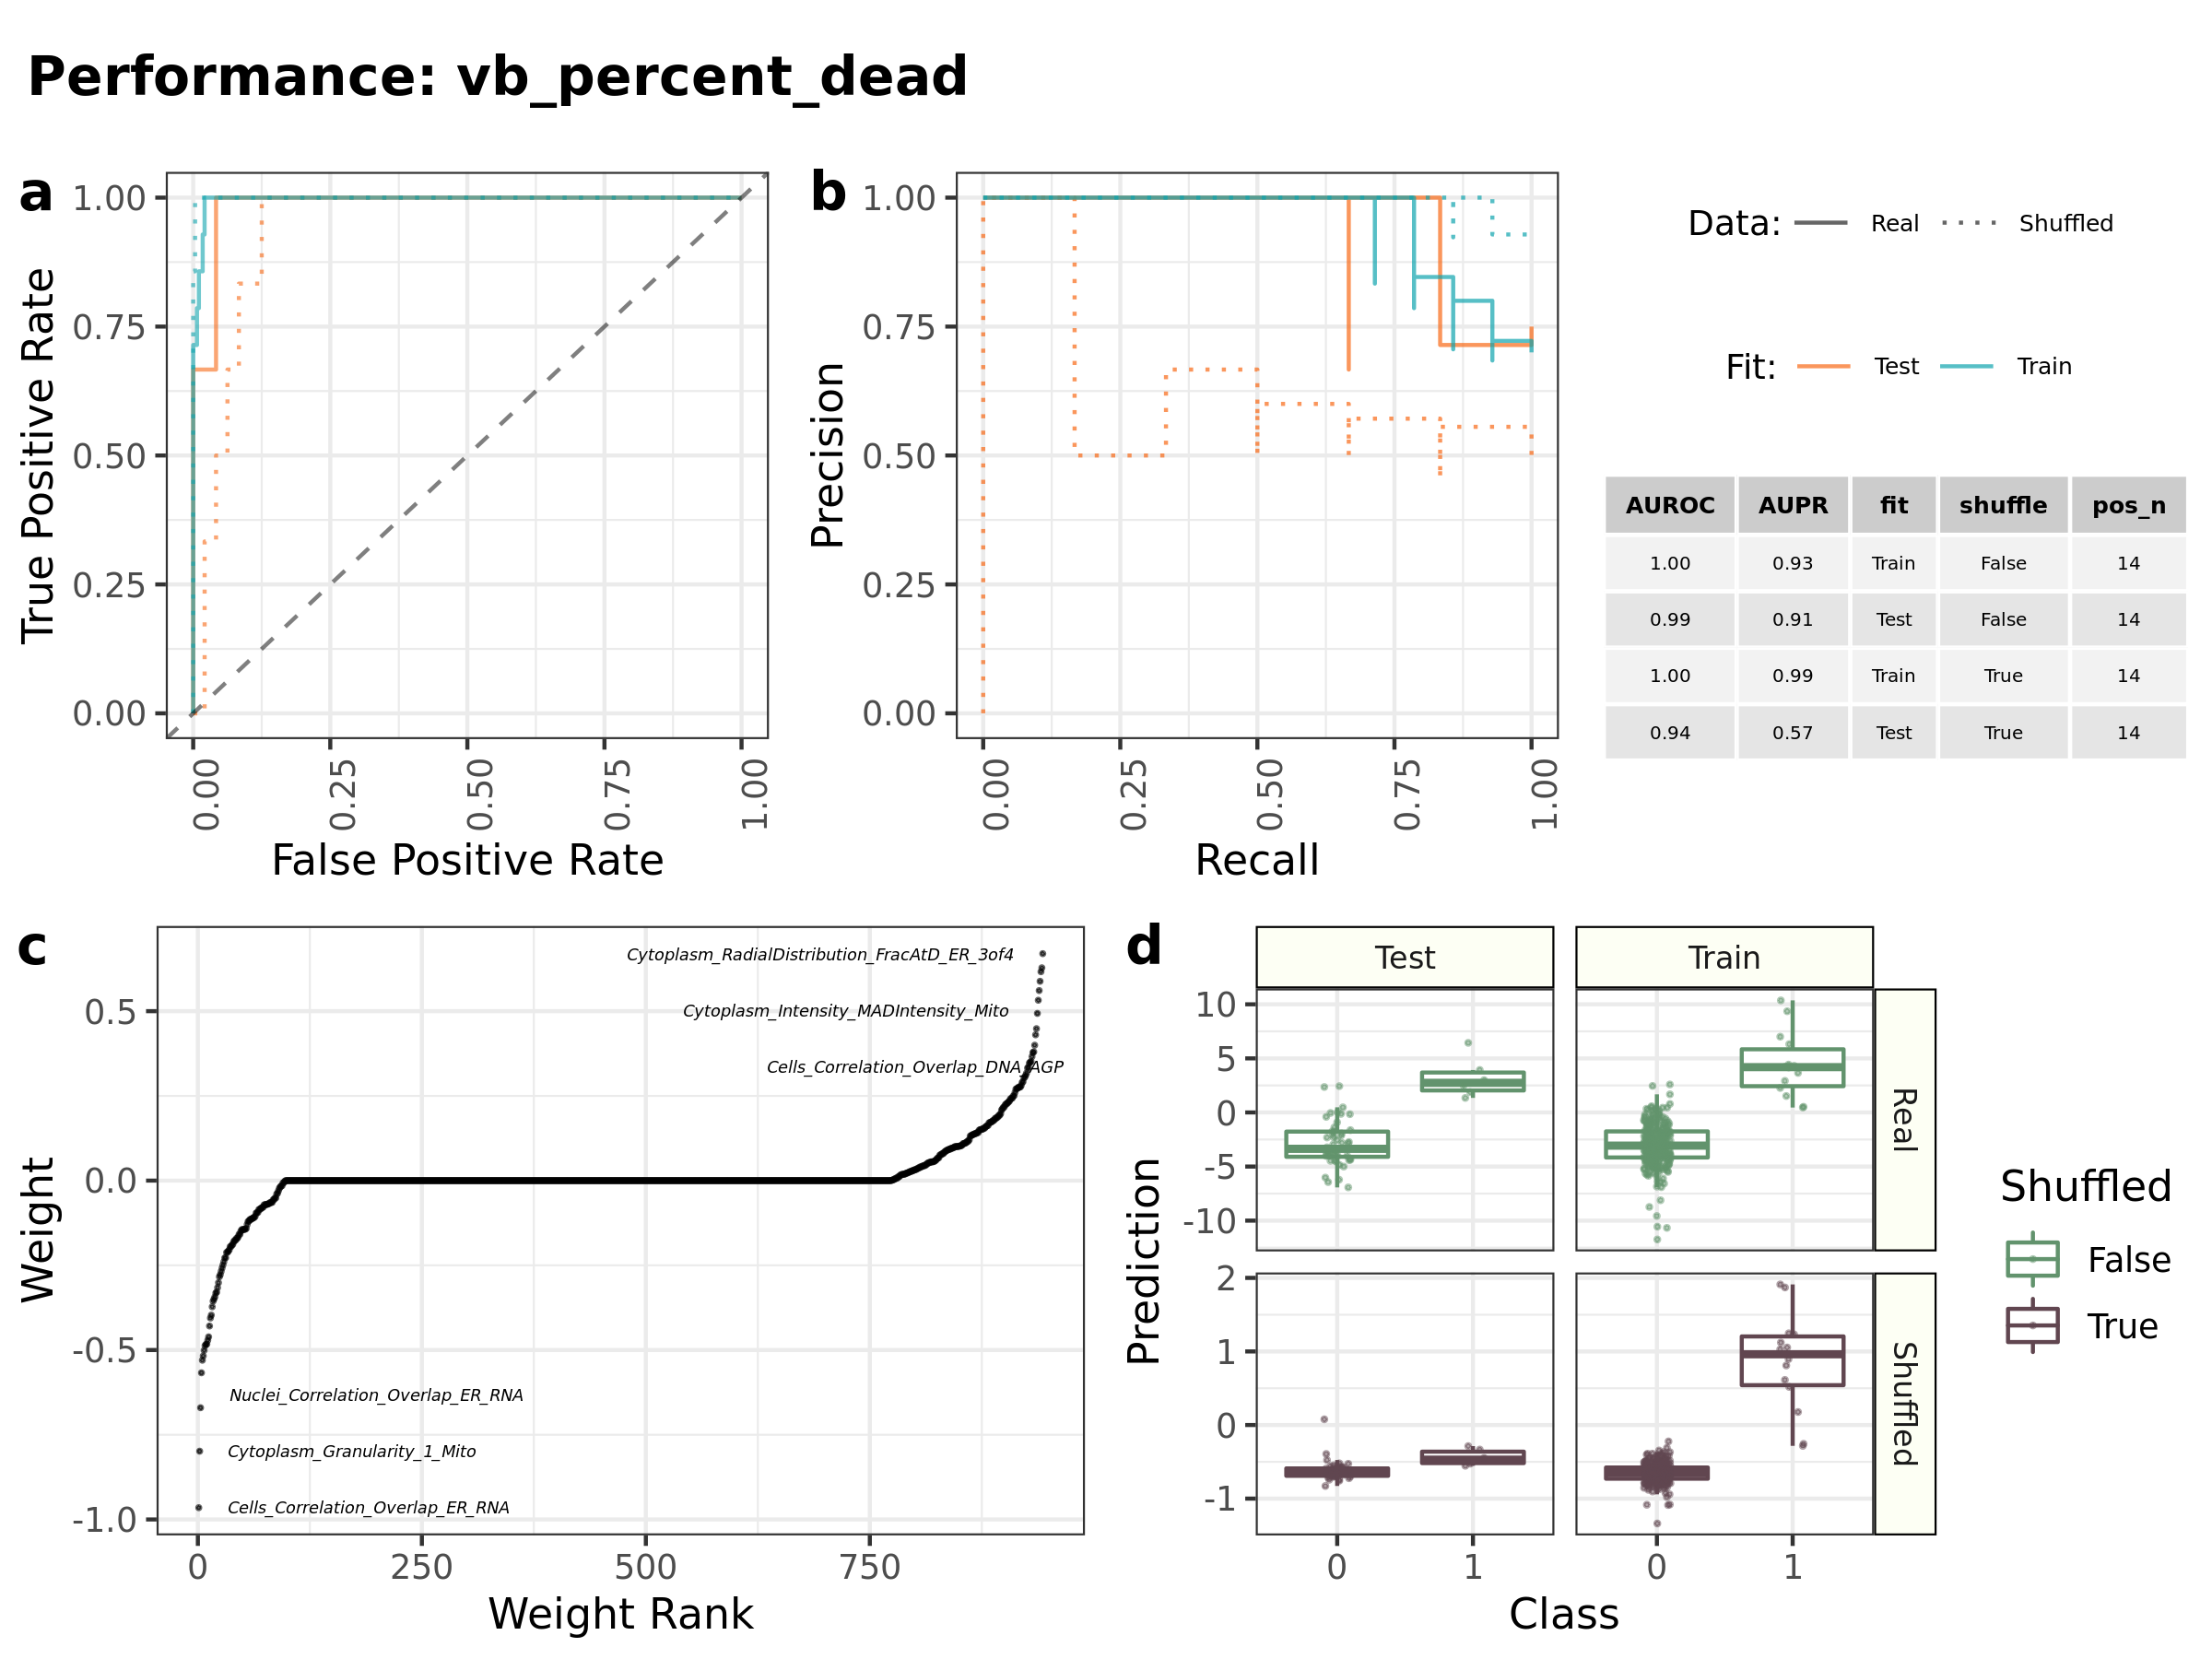 Performance: vb_percent_dead
a
1.00
0.75
0.50
0.25
0.00
True Positive Rate
0.00 0.25 0.50 0.75 1.00
False Positive Rate
b
1.00
0.75
0.50
0.25
0.00
Precision
0.00 0.25 0.50 0.75 1.00
Recall
Data: Real Shuffled
Fit: Test Train
AUROC AUPR fit shuffle pos_n
1.00 0.93 Train False 14
0.99 0.91 Test False 14
1.00 0.99 Train True 14
0.94 0.57 Test True 14
c
0.5
0.0
-0.5
-1.0
Weight
Cytoplasm_RadialDistribution_FracAtD_ER_3of4
Cytoplasm_Intensity_MADIntensity_Mito
Cells_Correlation_Overlap_DNA_AGP
Nuclei_Correlation_Overlap_ER_RNA
Cytoplasm_Granularity_1_Mito
Cells_Correlation_Overlap_ER_RNA
0 250 500 750
Weight Rank
d
Test Train
10
5
0
-5
-10
Real
2
1
0
-1
Shuffled
Prediction
0 1 0 1
Class
Shuffled
False
True